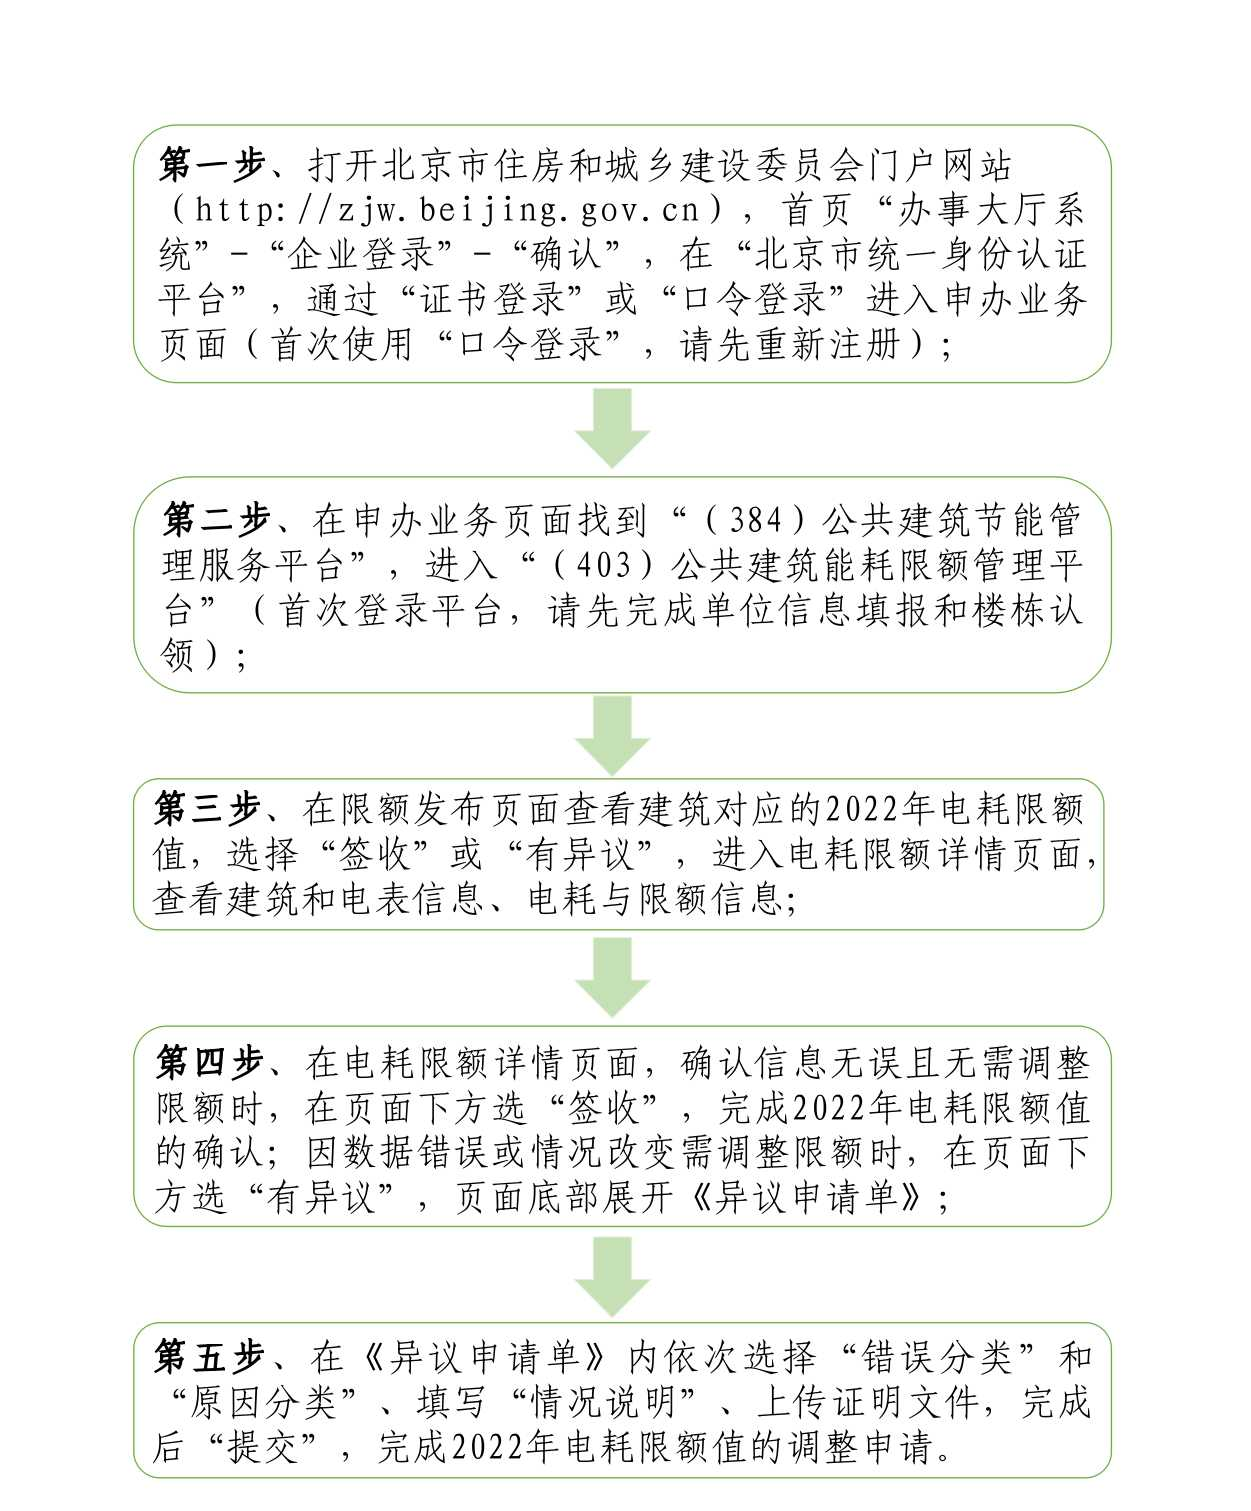 第一步、打开北京市住房和城乡建设委员会门户网站
（http://zjw.beijing.gov.cn），首页“办事大厅系
统”-“企业登录”-“确认”，在“北京市统一身份认证
平台”，通过“证书登录”或“口令登录”进入申办业务
页面（首次使用“口令登录”，请先重新注册）；
第二步、在申办业务页面找到“（384）公共建筑节能管
理服务平台”，进入“（403）公共建筑能耗限额管理平
台”（首次登录平台，请先完成单位信息填报和楼栋认
领）；
第三步、在限额发布页面查看建筑对应的2022年电耗限额
值，选择“签收”或“有异议”，进入电耗限额详情页面，
查看建筑和电表信息、电耗与限额信息；
第四步、在电耗限额详情页面，确认信息无误且无需调整
限额时，在页面下方选“签收”，完成2022年电耗限额值
的确认；因数据错误或情况改变需调整限额时，在页面下
方选“有异议”，页面底部展开《异议申请单》；
第五步、在《异议申请单》内依次选择“错误分类”和
“原因分类”、填写“情况说明”、上传证明文件，完成
后“提交”，完成2022年电耗限额值的调整申请。